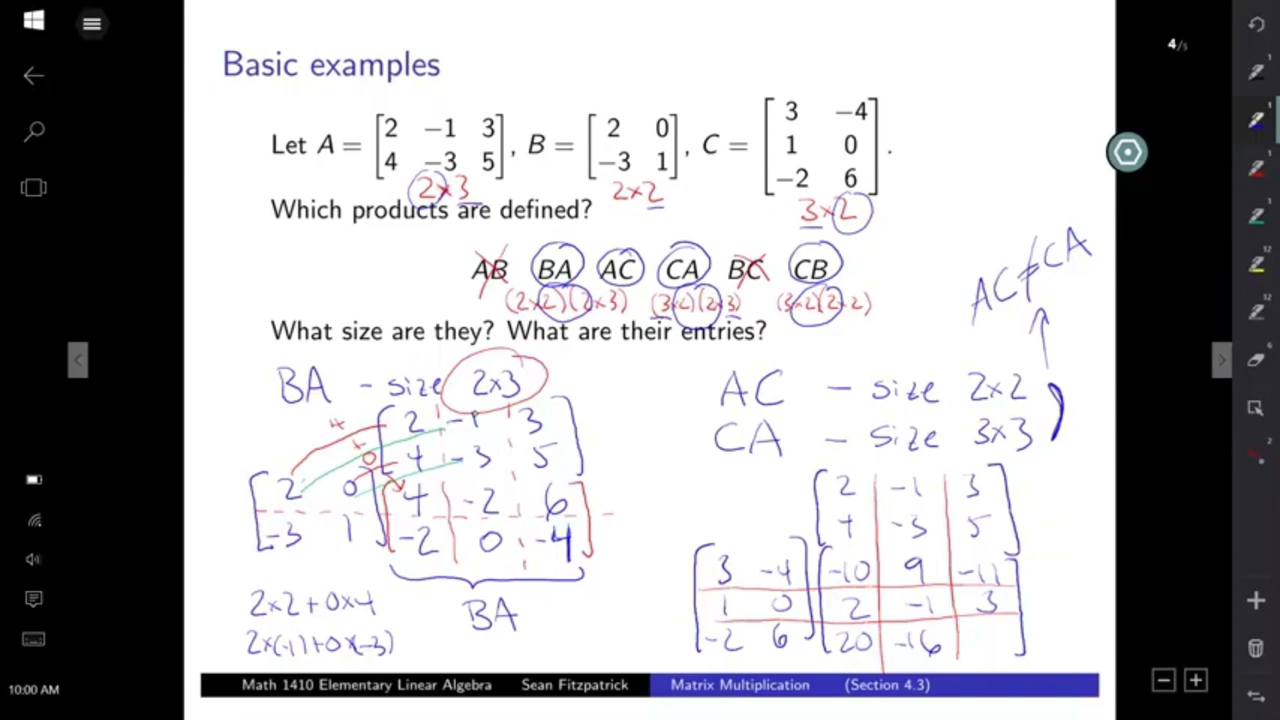 4/5
Basic examples
Let A = [2 −1 3; 4 −3 5], B = [2 0; −3 1], C = [3 −4; 1 0; −2 6].
2×3 2×2 3×2
Which products are defined?
AB BA AC CA BC CB
(2×2)(2×3) (3×2)(2×3) (3×2)(2×2)
AC≠CA
What size are they? What are their entries?
BA - size 2×3
AC - size 2×2
CA - size 3×3
+
+
2 -1 3
4 -3 5
2 0 4 -2 6
-3 1 -2 0 -4
BA
2×2+0×4
2×(-1)+0×(-3)
2 -1 3
4 -3 5
3 -4 -10 9 -11
1 0 2 -1 3
-2 6 20 -16
Math 1410 Elementary Linear Algebra Sean Fitzpatrick Matrix Multiplication (Section 4.3)
10:00 AM